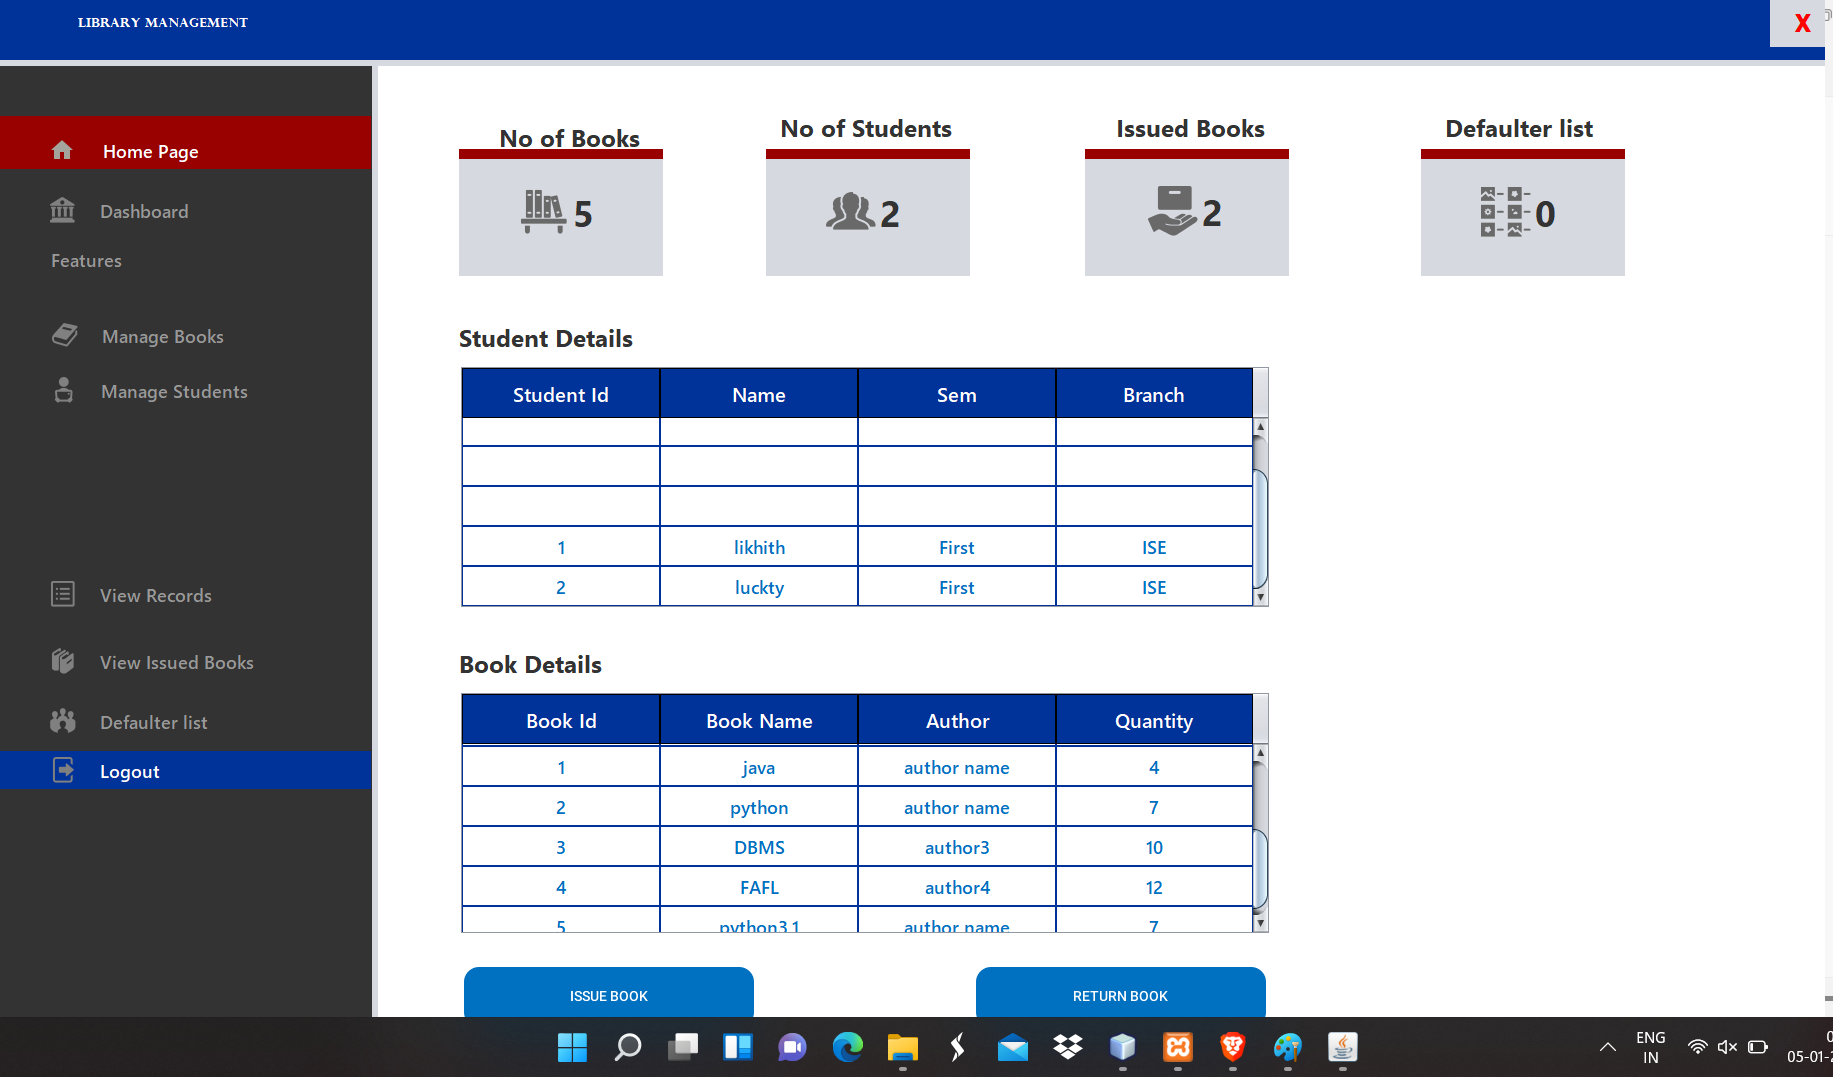 LIBRARY MANAGEMENT
X
Home Page
Dashboard
Features
Manage Books
Manage Students
View Records
View Issued Books
Defaulter list
Logout
No of Books
5
No of Students
2
Issued Books
2
Defaulter list
0
Student Details
Student Id Name Sem Branch
1 likhith First ISE
2 luckty First ISE
Book Details
Book Id Book Name Author Quantity
1 java author name 4
2 python author name 7
3 DBMS author3 10
4 FAFL author4 12
5 python3.1 author name 7
ISSUE BOOK RETURN BOOK
ENG
IN
05-01-